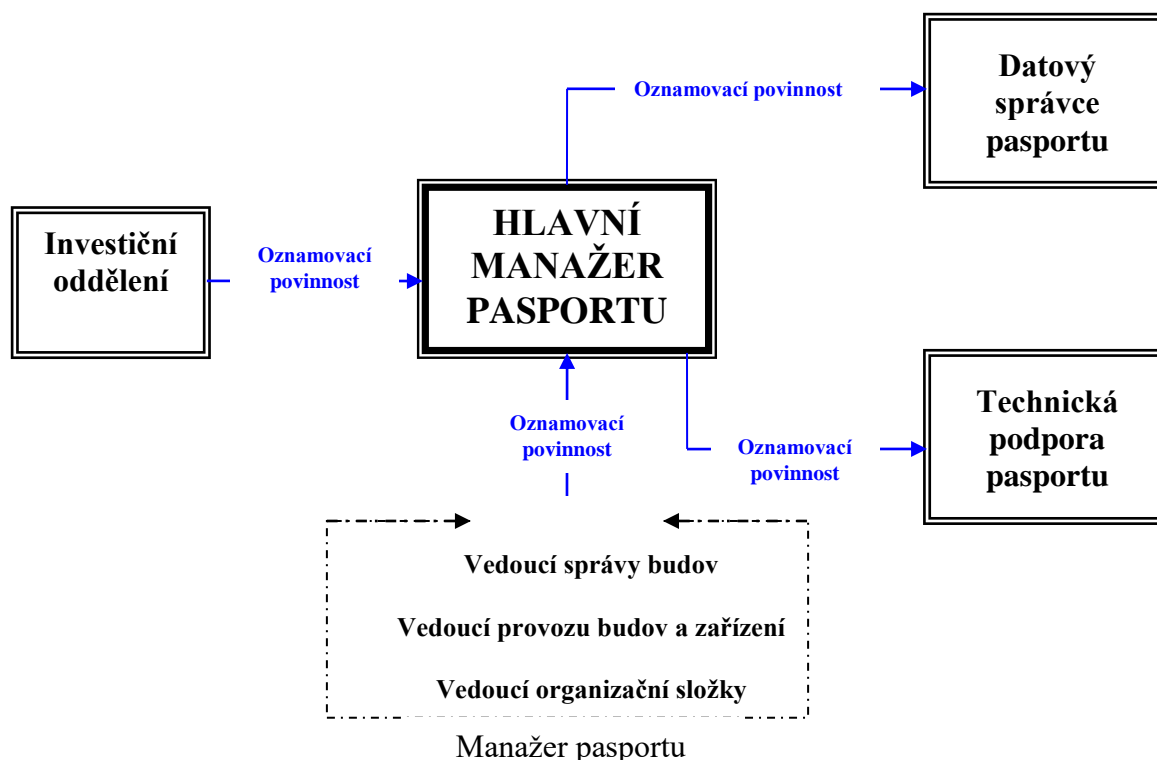 Oznamovací povinnost
Datový
správce
pasportu
Investiční
oddělení
Oznamovací
povinnost
HLAVNÍ
MANAŽER
PASPORTU
Oznamovací
povinnost
Oznamovací
povinnost
Technická
podpora
pasportu
Vedoucí správy budov
Vedoucí provozu budov a zařízení
Vedoucí organizační složky
Manažer pasportu